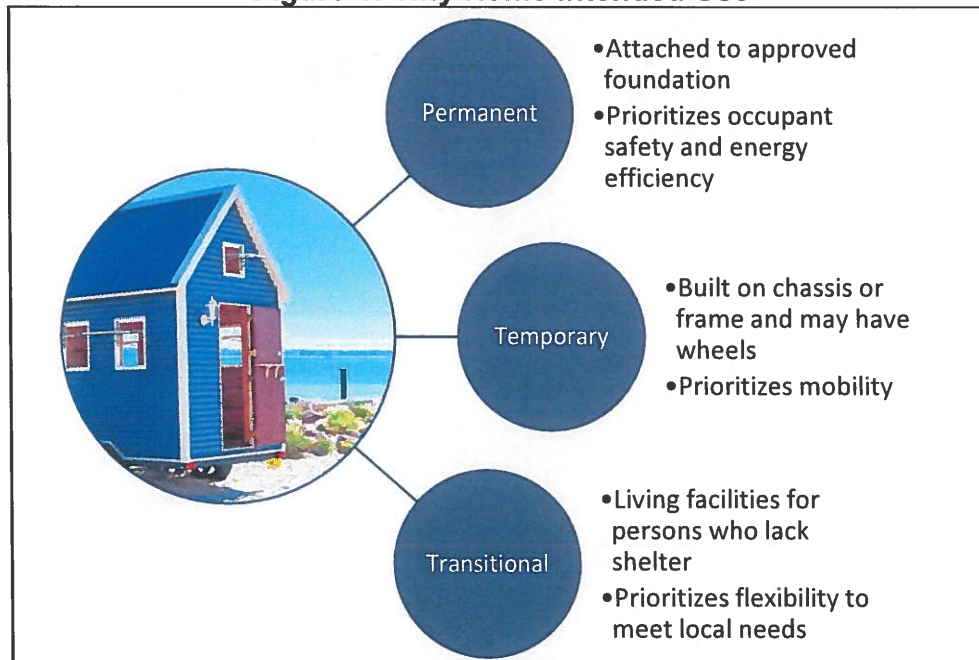 Permanent
•Attached to approved
foundation
•Prioritizes occupant
safety and energy
efficiency
Temporary
•Built on chassis or
frame and may have
wheels
•Prioritizes mobility
Transitional
•Living facilities for
persons who lack
shelter
•Prioritizes flexibility to
meet local needs